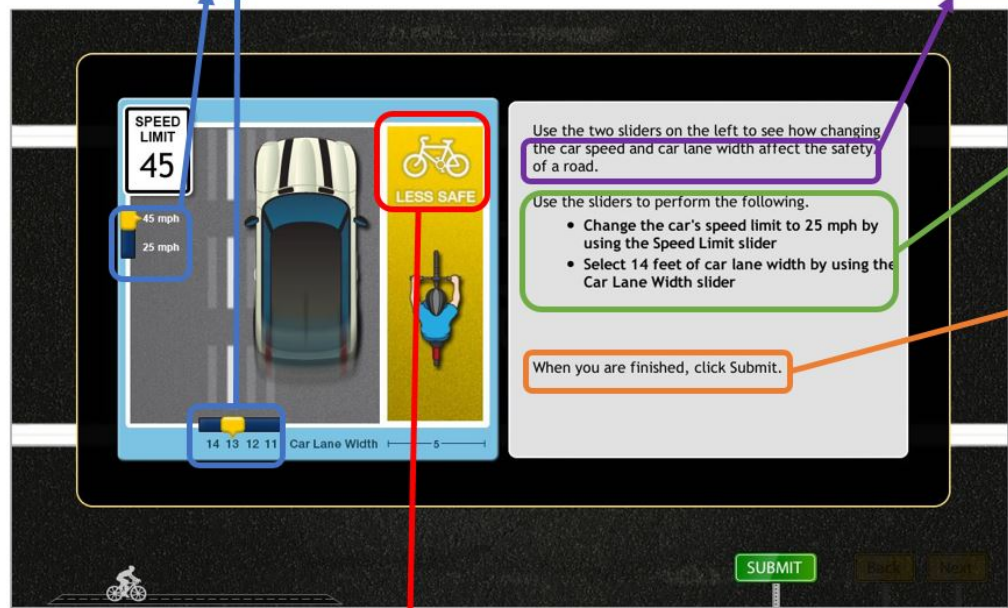 SPEED
LIMIT
45
45 mph
25 mph
LESS SAFE
14 13 12 11 Car Lane Width 5
Use the two sliders on the left to see how changing
the car speed and car lane width affect the safety
of a road.
Use the sliders to perform the following.
• Change the car's speed limit to 25 mph by
using the Speed Limit slider
• Select 14 feet of car lane width by using the
Car Lane Width slider
When you are finished, click Submit.
SUBMIT
Back
Next